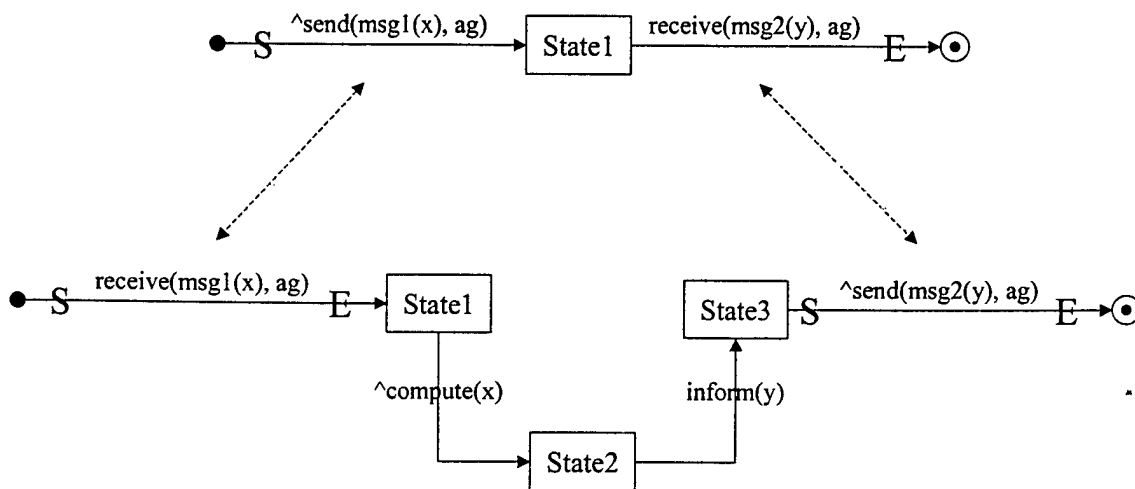 S ^send(msg1(x), ag) State1 receive(msg2(y), ag) E
S receive(msg1(x), ag) E State1 State3 S ^send(msg2(y), ag) E
^compute(x) inform(y)
State2